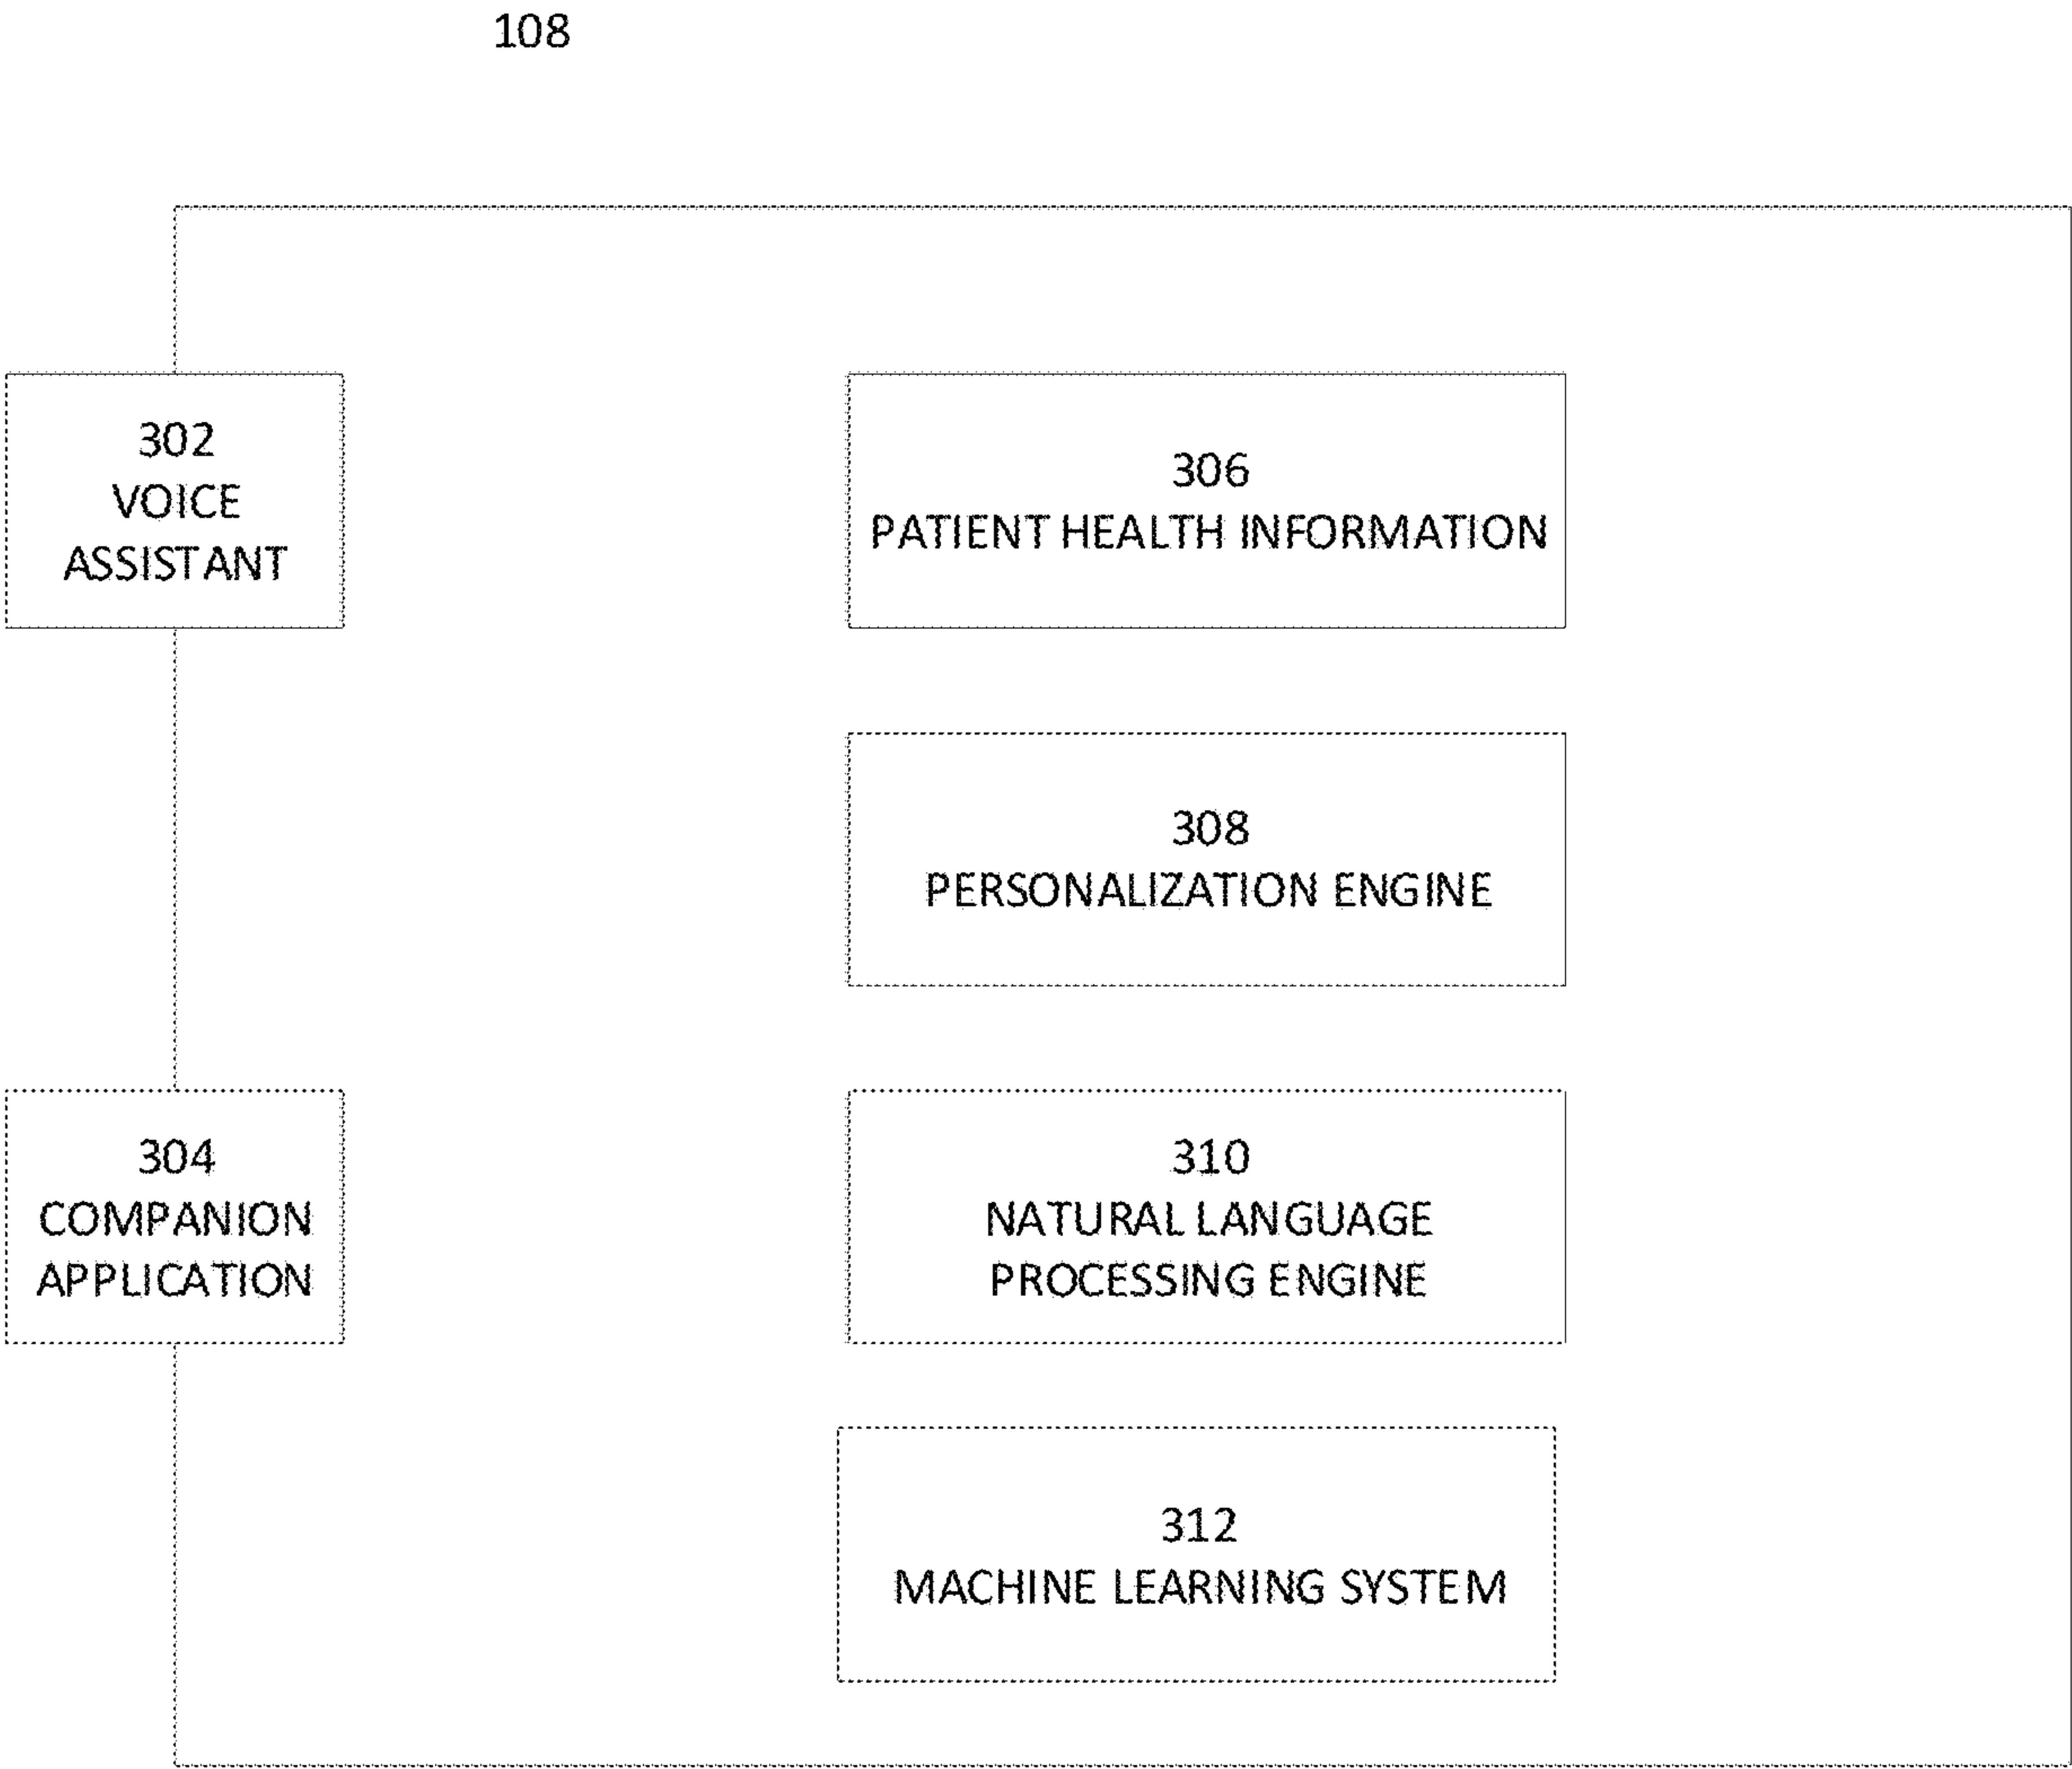 108
302
VOICE
ASSISTANT
306
PATIENT HEALTH INFORMATION
308
PERSONALIZATION ENGINE
304
COMPANION
APPLICATION
310
NATURAL LANGUAGE
PROCESSING ENGINE
312
MACHINE LEARNING SYSTEM